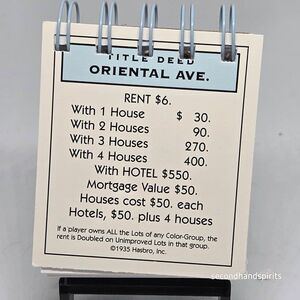 TITLE DEED
ORIENTAL AVE.
RENT $6.
With 1 House $ 30.
With 2 Houses 90.
With 3 Houses 270.
With 4 Houses 400.
With HOTEL $550.
Mortgage Value $50.
Houses cost $50. each
Hotels, $50. plus 4 houses
If a player owns ALL the Lots of any Color-Group, the
rent is Doubled on Unimproved Lots in that group.
©1935 Hasbro, Inc.
secondhandspirits